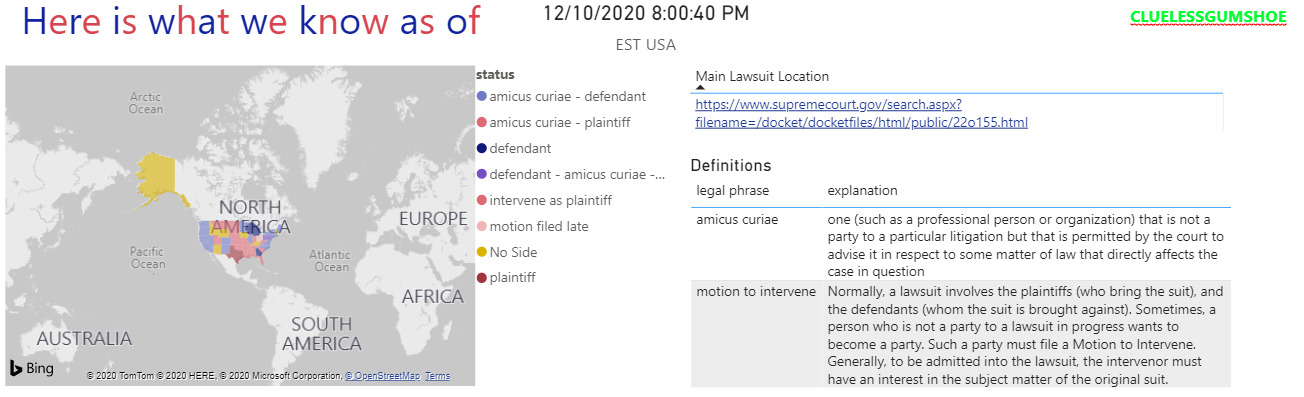 Here is what we know as of
12/10/2020 8:00:40 PM
EST USA
CLUELESSGUMSHOE
Arctic
Ocean
NORTH
AMERICA
EUROPE
Pacific
Ocean
Atlantic
Ocean
AFRICA
SOUTH
AMERICA
AUSTRALIA
Bing
© 2020 TomTom © 2020 HERE, © 2020 Microsoft Corporation, © OpenStreetMap Terms
status
amicus curiae - defendant
amicus curiae - plaintiff
defendant
defendant - amicus curiae -...
intervene as plaintiff
motion filed late
No Side
plaintiff
Main Lawsuit Location
https://www.supremecourt.gov/search.aspx?
filename=/docket/docketfiles/html/public/22o155.html
Definitions
legal phrase explanation
amicus curiae one (such as a professional person or organization) that is not a
party to a particular litigation but that is permitted by the court to
advise it in respect to some matter of law that directly affects the
case in question
motion to intervene Normally, a lawsuit involves the plaintiffs (who bring the suit), and
the defendants (whom the suit is brought against). Sometimes, a
person who is not a party to a lawsuit in progress wants to
become a party. Such a party must file a Motion to Intervene.
Generally, to be admitted into the lawsuit, the intervenor must
have an interest in the subject matter of the original suit.